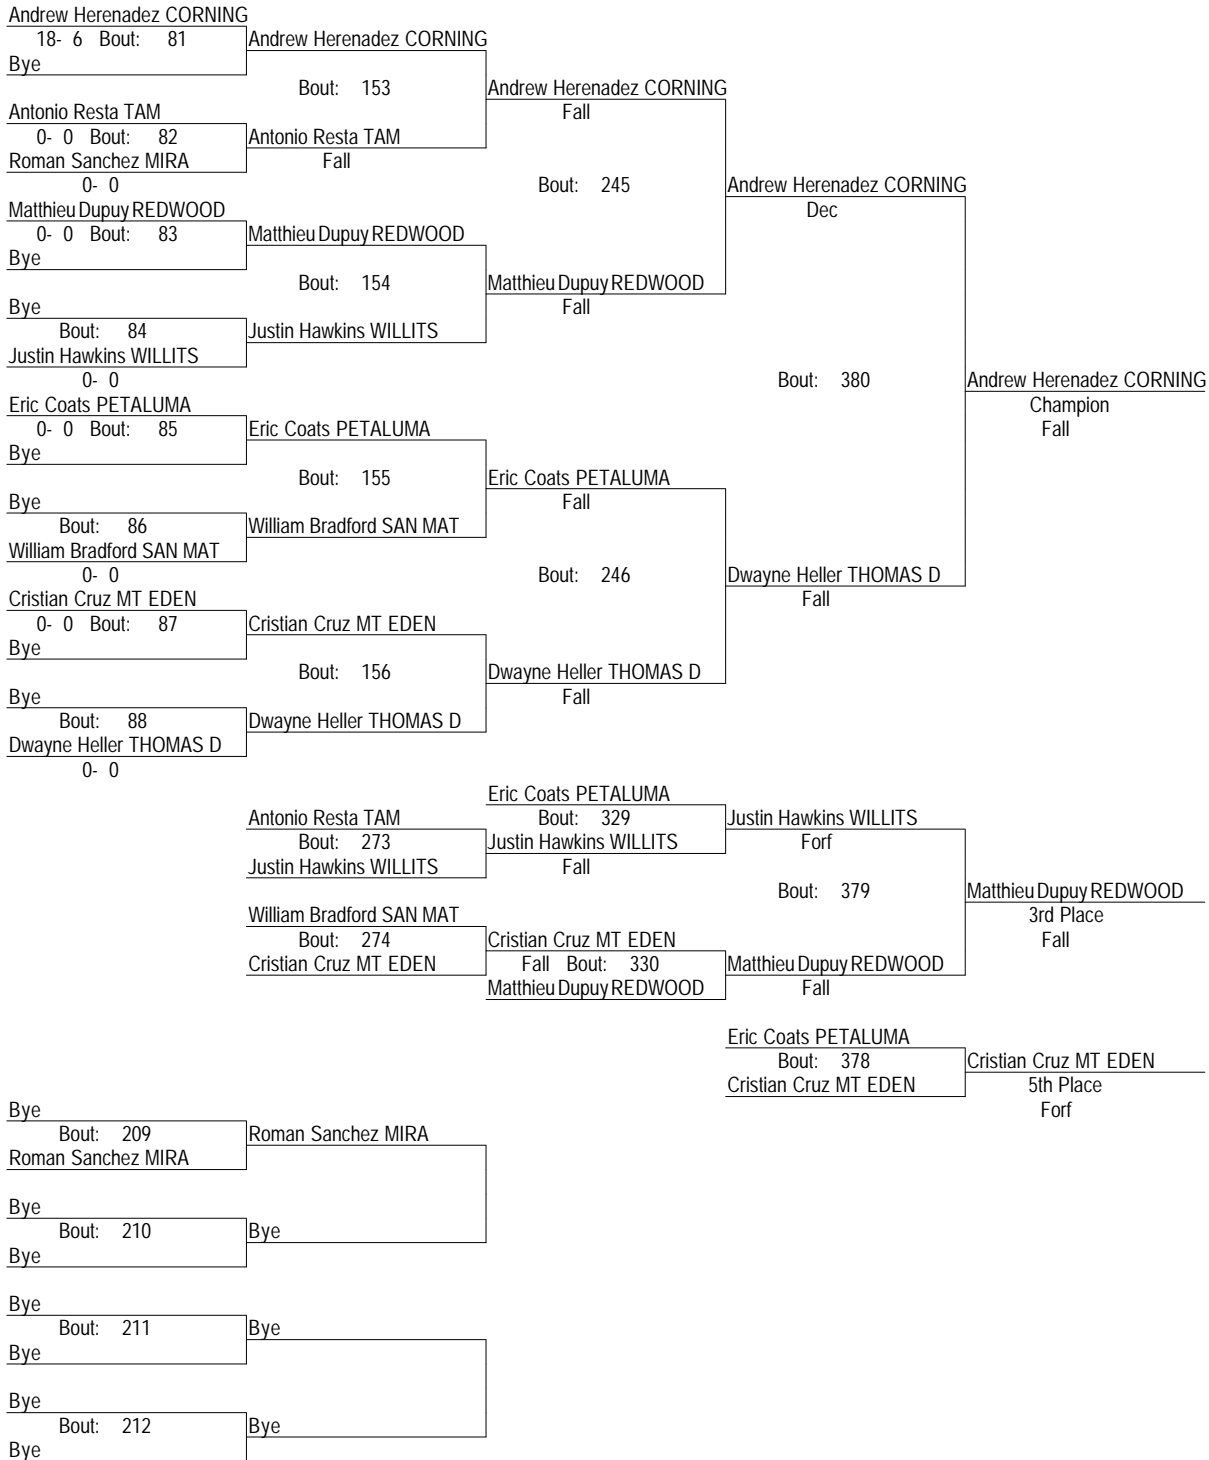 Andrew Herenadez CORNING
18- 6 Bout: 81 Andrew Herenadez CORNING
Bye
Bout: 153 Andrew Herenadez CORNING
Antonio Resta TAM Fall
0- 0 Bout: 82 Antonio Resta TAM
Roman Sanchez MIRA Fall
0- 0 Bout: 245 Andrew Herenadez CORNING
Matthieu Dupuy REDWOOD Dec
0- 0 Bout: 83 Matthieu Dupuy REDWOOD
Bye
Bout: 154 Matthieu Dupuy REDWOOD
Bye Fall
Bout: 84 Justin Hawkins WILLITS
Justin Hawkins WILLITS
0- 0 Bout: 380 Andrew Herenadez CORNING
Eric Coats PETALUMA Champion
0- 0 Bout: 85 Eric Coats PETALUMA Fall
Bye
Bout: 155 Eric Coats PETALUMA
Bye Fall
Bout: 86 William Bradford SAN MAT
William Bradford SAN MAT
0- 0 Bout: 246 Dwayne Heller THOMAS D
Cristian Cruz MT EDEN Fall
0- 0 Bout: 87 Cristian Cruz MT EDEN
Bye
Bout: 156 Dwayne Heller THOMAS D
Bye Fall
Bout: 88 Dwayne Heller THOMAS D
Dwayne Heller THOMAS D
0- 0
Eric Coats PETALUMA
Antonio Resta TAM Bout: 329 Justin Hawkins WILLITS
Bout: 273 Justin Hawkins WILLITS Forf
Justin Hawkins WILLITS Fall
Bout: 379 Matthieu Dupuy REDWOOD
William Bradford SAN MAT 3rd Place
Bout: 274 Cristian Cruz MT EDEN Fall
Cristian Cruz MT EDEN Fall Bout: 330 Matthieu Dupuy REDWOOD
Matthieu Dupuy REDWOOD Fall
Eric Coats PETALUMA
Bout: 378 Cristian Cruz MT EDEN
Cristian Cruz MT EDEN 5th Place
Bye Forf
Bout: 209 Roman Sanchez MIRA
Roman Sanchez MIRA
Bye
Bout: 210 Bye
Bye
Bye
Bout: 211 Bye
Bye
Bye
Bout: 212 Bye
Bye